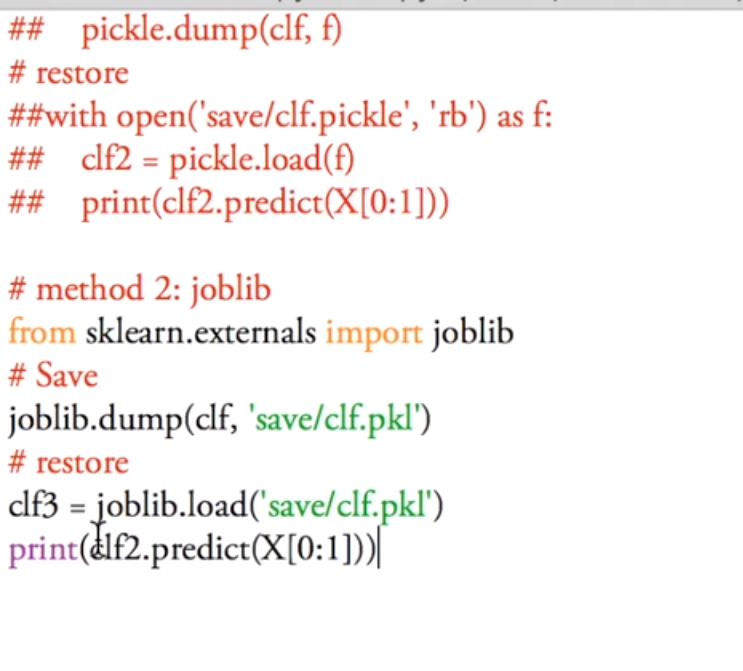 ##    pickle.dump(clf, f)
# restore
##with open('save/clf.pickle', 'rb') as f:
##    clf2 = pickle.load(f)
##    print(clf2.predict(X[0:1]))

# method 2: joblib
from sklearn.externals import joblib
# Save
joblib.dump(clf, 'save/clf.pkl')
# restore
clf3 = joblib.load('save/clf.pkl')
print(clf2.predict(X[0:1]))